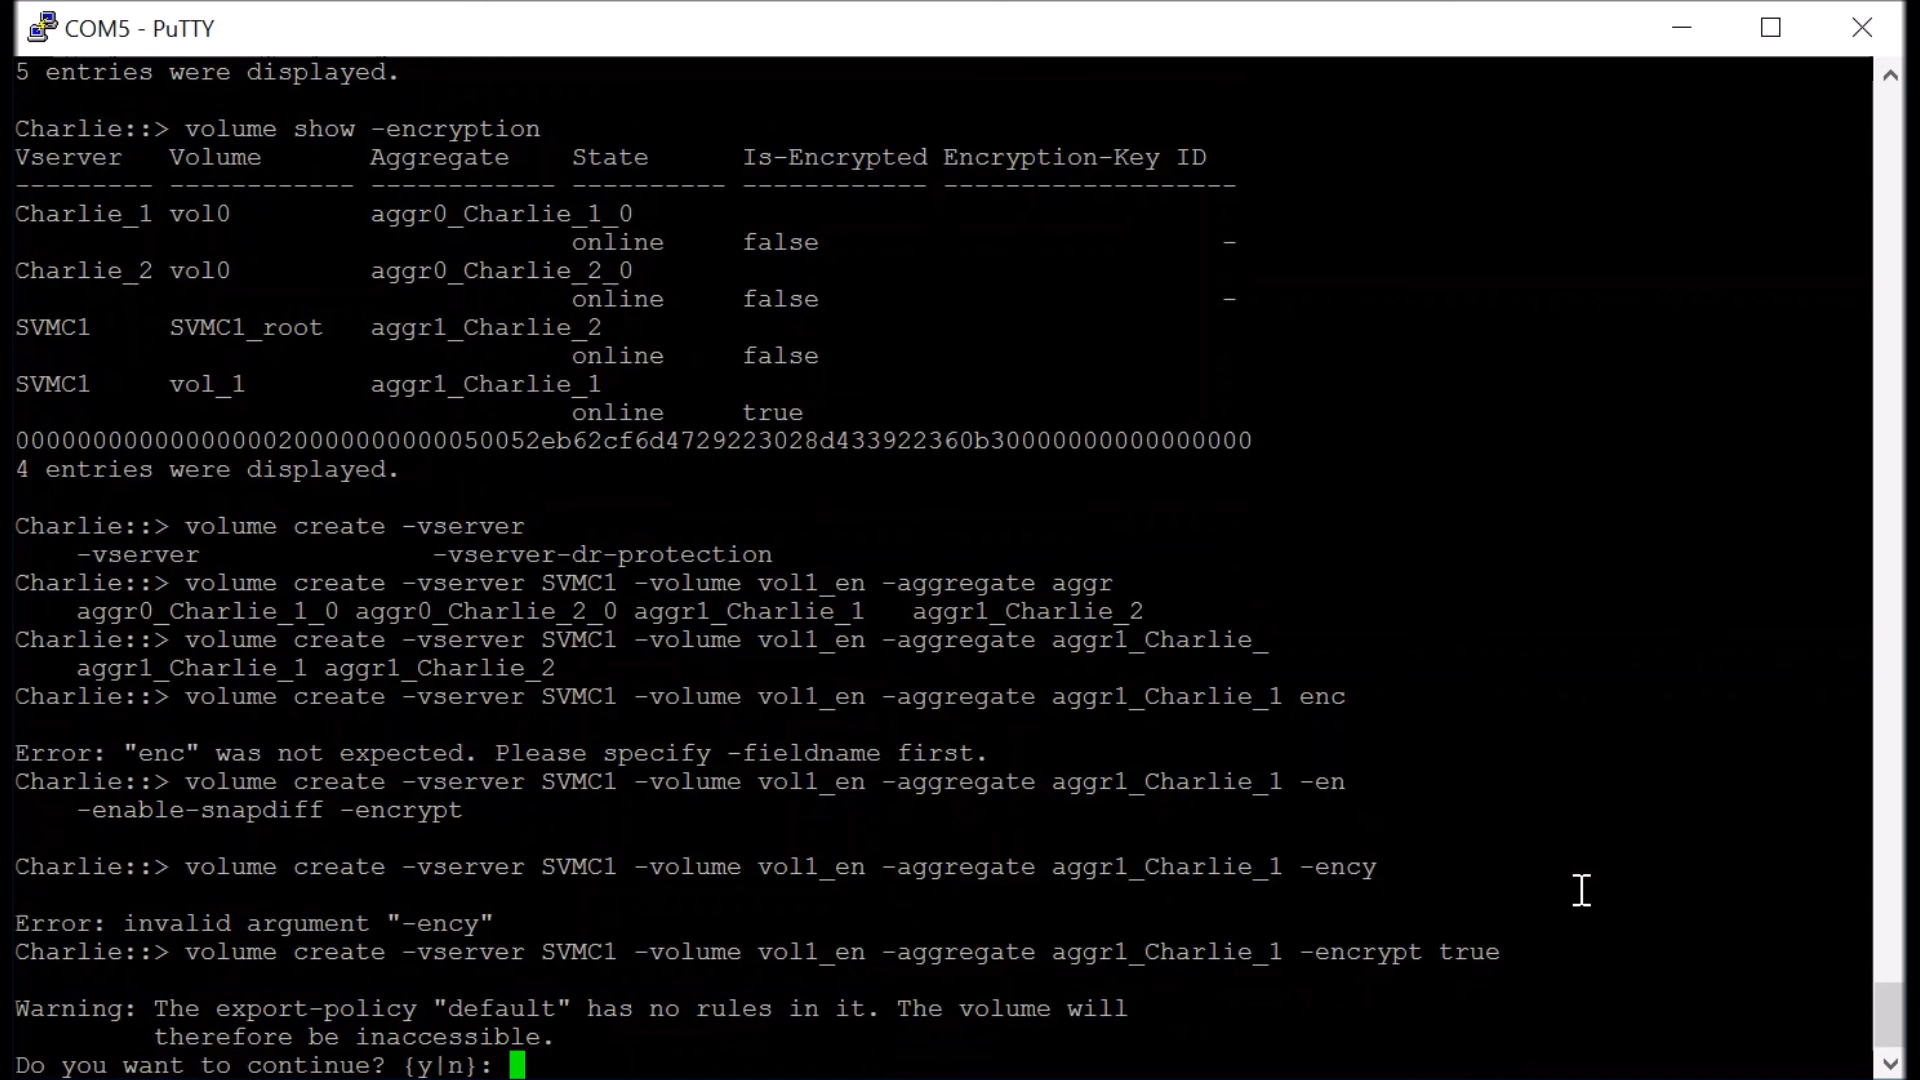 COM5 - PuTTY
5 entries were displayed.
Charlie::> volume show -encryption
Vserver   Volume       Aggregate    State      Is-Encrypted Encryption-Key ID
--------- ------------ ------------ ---------- ------------ -------------------
Charlie_1 vol0         aggr0_Charlie_1_0
online     false                          -
Charlie_2 vol0         aggr0_Charlie_2_0
online     false                          -
SVMC1     SVMC1_root   aggr1_Charlie_2
online     false
SVMC1     vol_1        aggr1_Charlie_1
online     true
00000000000000000200000000000050052eb62cf6d4729223028d433922360b30000000000000000
4 entries were displayed.
Charlie::> volume create -vserver
-vserver               -vserver-dr-protection
Charlie::> volume create -vserver SVMC1 -volume vol1_en -aggregate aggr
aggr0_Charlie_1_0 aggr0_Charlie_2_0 aggr1_Charlie_1   aggr1_Charlie_2
Charlie::> volume create -vserver SVMC1 -volume vol1_en -aggregate aggr1_Charlie_
aggr1_Charlie_1 aggr1_Charlie_2
Charlie::> volume create -vserver SVMC1 -volume vol1_en -aggregate aggr1_Charlie_1 enc
Error: "enc" was not expected. Please specify -fieldname first.
Charlie::> volume create -vserver SVMC1 -volume vol1_en -aggregate aggr1_Charlie_1 -en
-enable-snapdiff -encrypt
Charlie::> volume create -vserver SVMC1 -volume vol1_en -aggregate aggr1_Charlie_1 -ency
Error: invalid argument "-ency"
Charlie::> volume create -vserver SVMC1 -volume vol1_en -aggregate aggr1_Charlie_1 -encrypt true
Warning: The export-policy "default" has no rules in it. The volume will
therefore be inaccessible.
Do you want to continue? {y|n}: